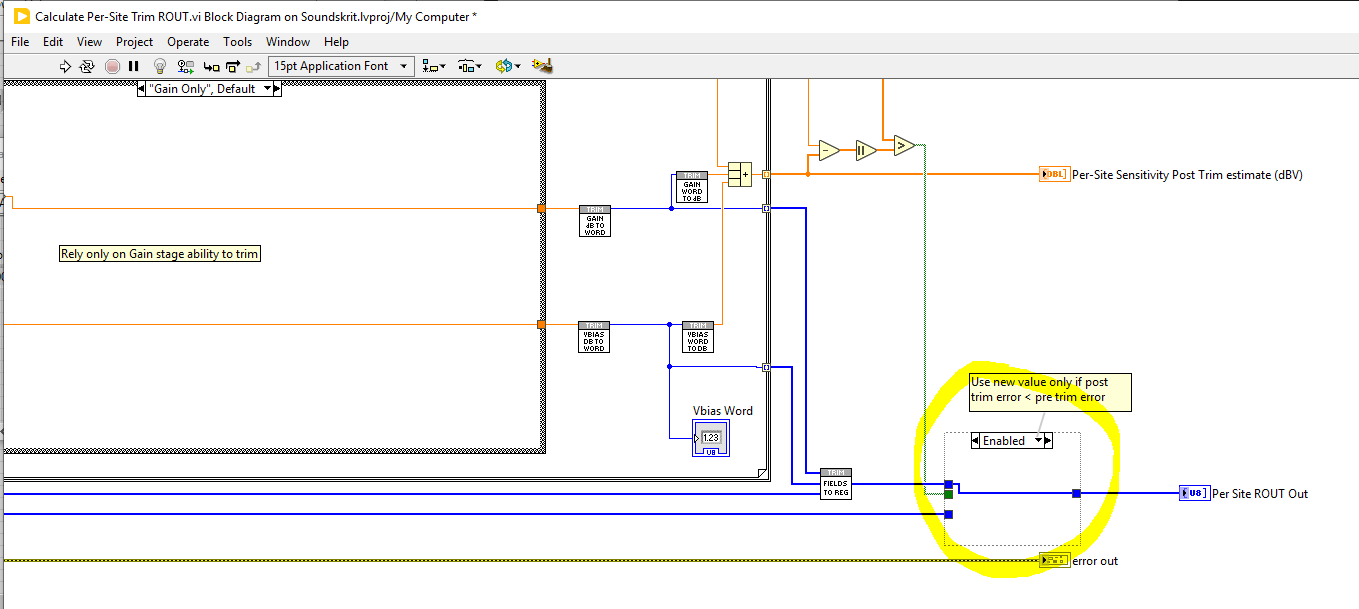 Calculate Per-Site Trim ROUT.vi Block Diagram on Soundskrit.lvproj/My Computer *
File Edit View Project Operate Tools Window Help
15pt Application Font
"Gain Only", Default
TRIM
GAIN
WORD
TO dB
+
-
>
DBL
Per-Site Sensitivity Post Trim estimate (dBV)
TRIM
GAIN
dB TO
WORD
Rely only on Gain stage ability to trim
TRIM
VBIAS
DB TO
WORD
TRIM
VBIAS
WORD
TO DB
Use new value only if post
trim error < pre trim error
Vbias Word
1.23
U8
Enabled
TRIM
FIELDS
TO REG
U8
Per Site ROUT Out
error out